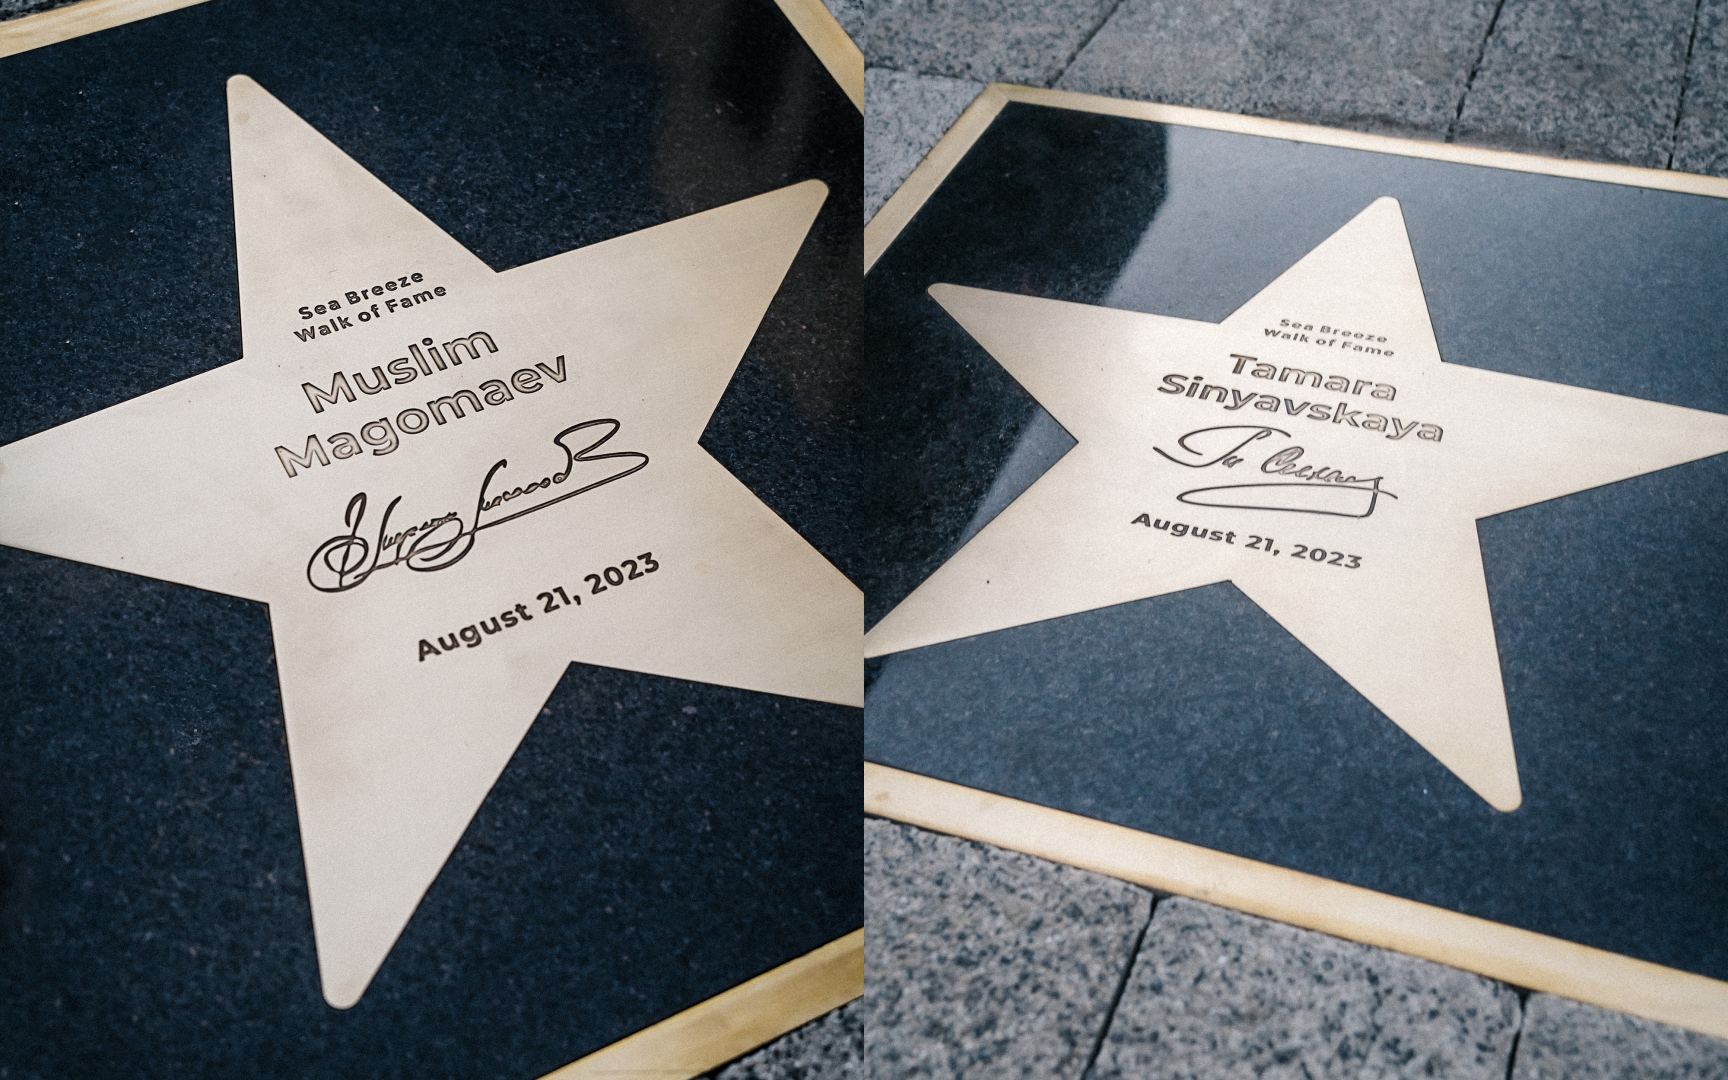 Sea Breeze
Walk of Fame
Muslim
Magomaev
August 21, 2023
Sea Breeze
Walk of Fame
Tamara
Sinyavskaya
August 21, 2023